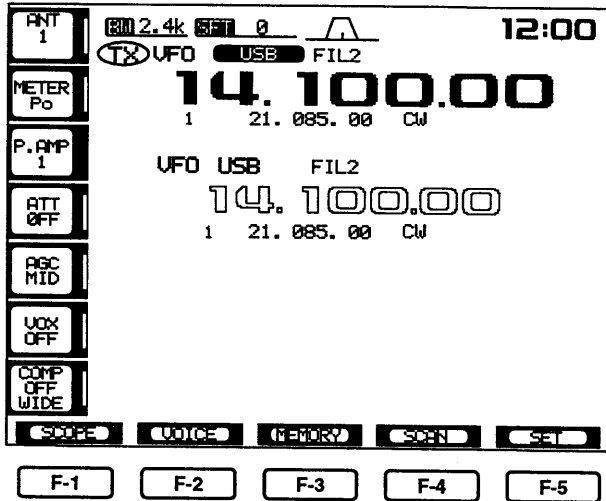 ANT
1
BW 2.4k SFT 0
12:00
TX VFO USB FIL2
14.100.00
1 21.085.00 CW
METER
Po
P.AMP
1
VFO USB FIL2
14.100.00
1 21.085.00 CW
ATT
OFF
AGC
MID
VOX
OFF
COMP
OFF
WIDE
SCOPE VOICE MEMORY SCAN SET
F-1 F-2 F-3 F-4 F-5